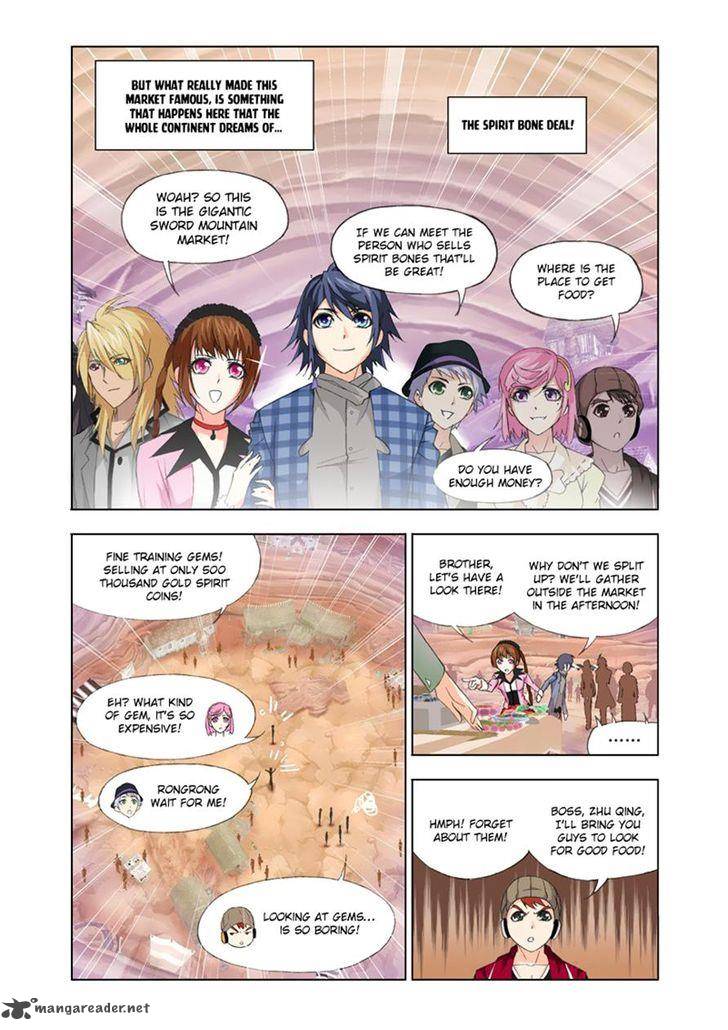 BUT WHAT REALLY MADE THIS
MARKET FAMOUS, IS SOMETHING
THAT HAPPENS HERE THAT THE
WHOLE CONTINENT DREAMS OF...
THE SPIRIT BONE DEAL!
WOAH? SO THIS
IS THE GIGANTIC
SWORD MOUNTAIN
MARKET!
IF WE CAN MEET THE
PERSON WHO SELLS
SPIRIT BONES THAT'LL
BE GREAT!
WHERE IS THE
PLACE TO GET
FOOD?
DO YOU HAVE
ENOUGH MONEY?
FINE TRAINING GEMS!
SELLING AT ONLY 500
THOUSAND GOLD SPIRIT
COINS!
EH? WHAT KIND
OF GEM, IT'S SO
EXPENSIVE!
RONGRONG
WAIT FOR ME!
LOOKING AT GEMS...
IS SO BORING!
BROTHER,
LET'S HAVE A
LOOK THERE!
WHY DON'T WE SPLIT
UP? WE'LL GATHER
OUTSIDE THE MARKET
IN THE AFTERNOON!
......
HMPH! FORGET
ABOUT THEM!
BOSS, ZHU QING,
I'LL BRING YOU
GUYS TO LOOK
FOR GOOD FOOD!
mangareader.net